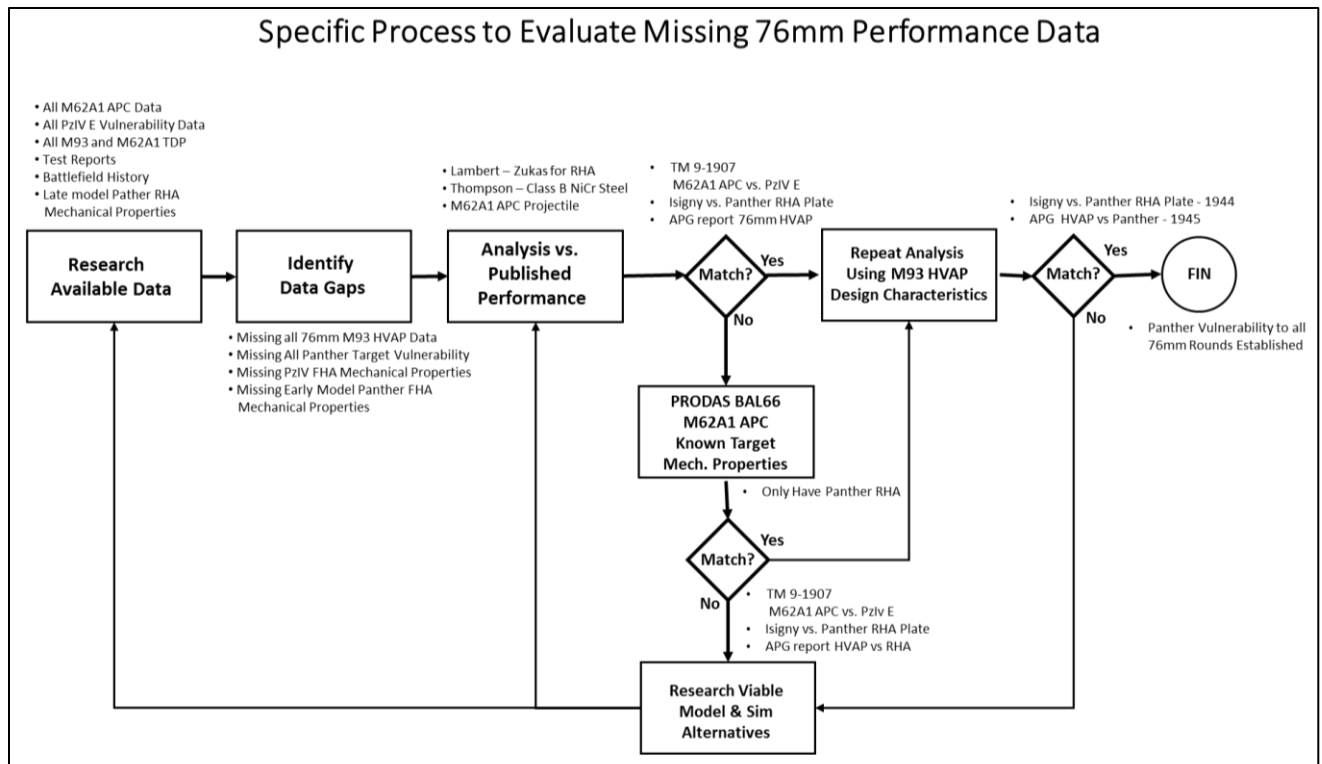 Specific Process to Evaluate Missing 76mm Performance Data
• All M62A1 APC Data
• All PzIV E Vulnerability Data
• All M93 and M62A1 TDP
• Test Reports
• Battlefield History
• Late model Pather RHA
Mechanical Properties
Research
Available Data
Identify
Data Gaps
• Missing all 76mm M93 HVAP Data
• Missing All Panther Target Vulnerability
• Missing PzIV FHA Mechanical Properties
• Missing Early Model Panther FHA
Mechanical Properties
• Lambert – Zukas for RHA
• Thompson – Class B NiCr Steel
• M62A1 APC Projectile
Analysis vs.
Published
Performance
• TM 9-1907
M62A1 APC vs. PzIV E
• Isigny vs. Panther RHA Plate
• APG report 76mm HVAP
Match?
Yes
No
Repeat Analysis
Using M93 HVAP
Design Characteristics
• Isigny vs. Panther RHA Plate - 1944
• APG HVAP vs Panther - 1945
Match?
Yes
No
FIN
• Panther Vulnerability to all
76mm Rounds Established
PRODAS BAL66
M62A1 APC
Known Target
Mech. Properties
• Only Have Panther RHA
Match?
Yes
No
• TM 9-1907
M62A1 APC vs. PzIv E
• Isigny vs. Panther RHA Plate
• APG report HVAP vs RHA
Research Viable
Model & Sim
Alternatives